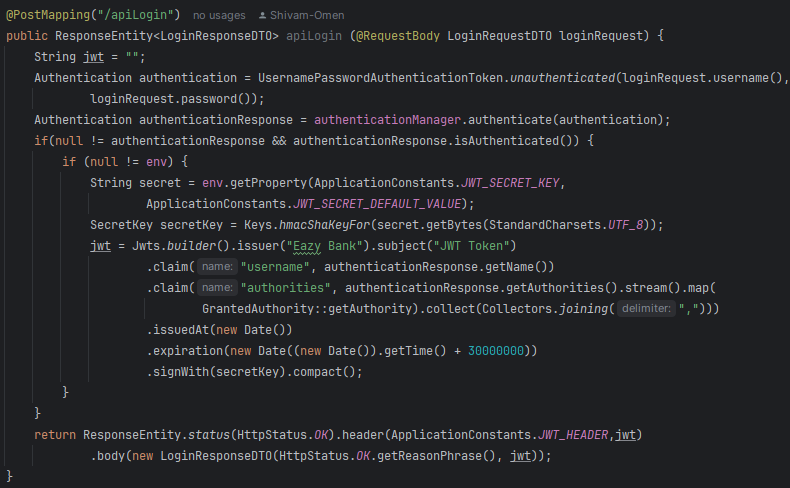 @PostMapping("/apiLogin") no usages Shivam-Omen
public ResponseEntity<LoginResponseDTO> apiLogin (@RequestBody LoginRequestDTO loginRequest) {
String jwt = "";
Authentication authentication = UsernamePasswordAuthenticationToken.unauthenticated(loginRequest.username(),
loginRequest.password());
Authentication authenticationResponse = authenticationManager.authenticate(authentication);
if(null != authenticationResponse && authenticationResponse.isAuthenticated()) {
if (null != env) {
String secret = env.getProperty(ApplicationConstants.JWT_SECRET_KEY,
ApplicationConstants.JWT_SECRET_DEFAULT_VALUE);
SecretKey secretKey = Keys.hmacShaKeyFor(secret.getBytes(StandardCharsets.UTF_8));
jwt = Jwts.builder().issuer("Eazy Bank").subject("JWT Token")
.claim( name: "username", authenticationResponse.getName())
.claim( name: "authorities", authenticationResponse.getAuthorities().stream().map(
GrantedAuthority::getAuthority).collect(Collectors.joining( delimiter: ",")))
.issuedAt(new Date())
.expiration(new Date((new Date()).getTime() + 30000000))
.signWith(secretKey).compact();
}
}
return ResponseEntity.status(HttpStatus.OK).header(ApplicationConstants.JWT_HEADER,jwt)
.body(new LoginResponseDTO(HttpStatus.OK.getReasonPhrase(), jwt));
}